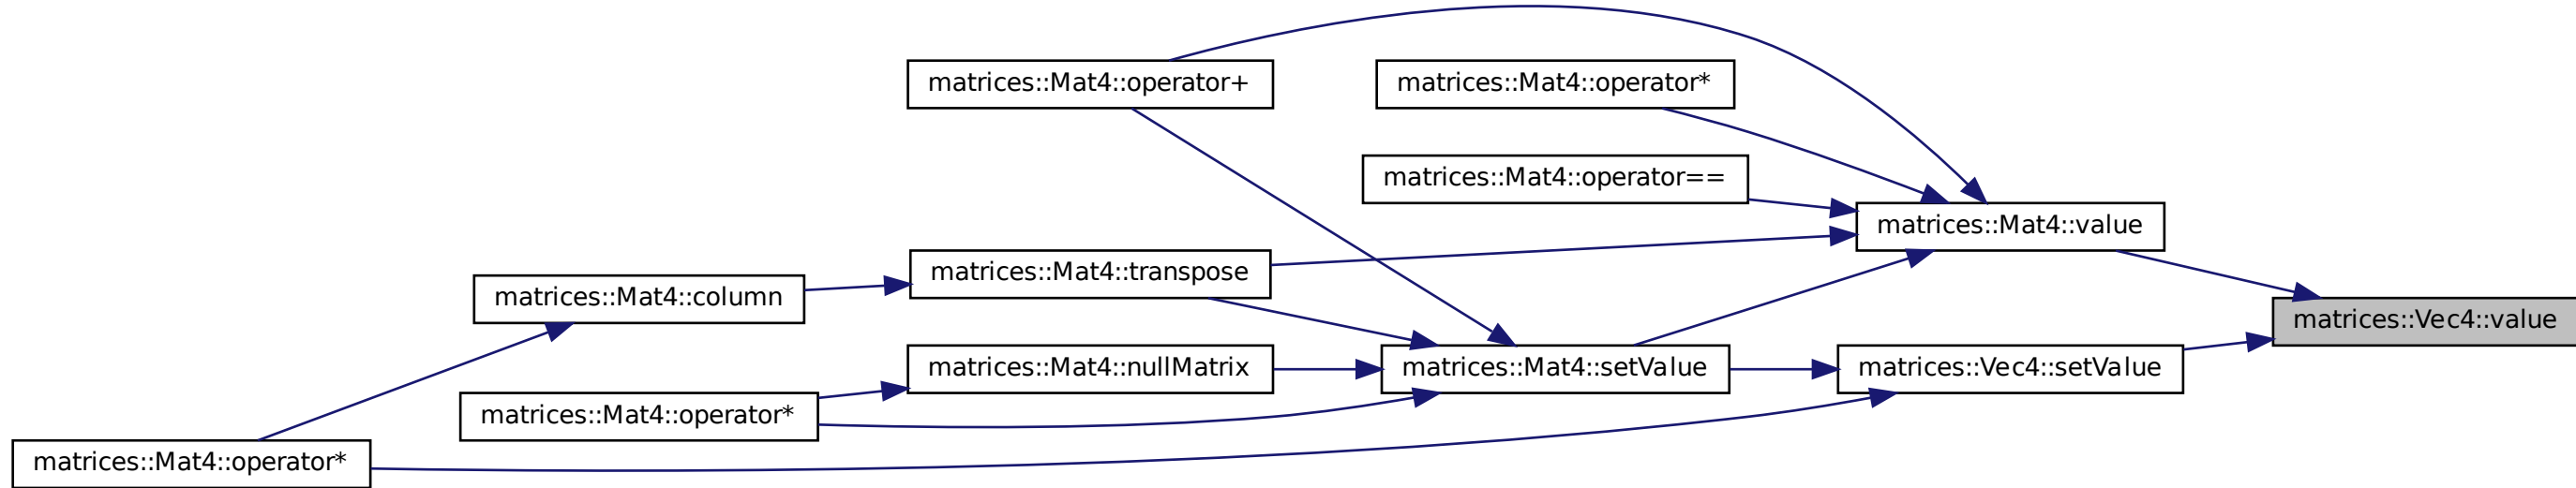 matrices::Mat4::operator+
matrices::Mat4::operator*
matrices::Mat4::operator==
matrices::Mat4::value
matrices::Mat4::transpose
matrices::Mat4::column
matrices::Vec4::value
matrices::Mat4::nullMatrix
matrices::Mat4::setValue
matrices::Vec4::setValue
matrices::Mat4::operator*
matrices::Mat4::operator*